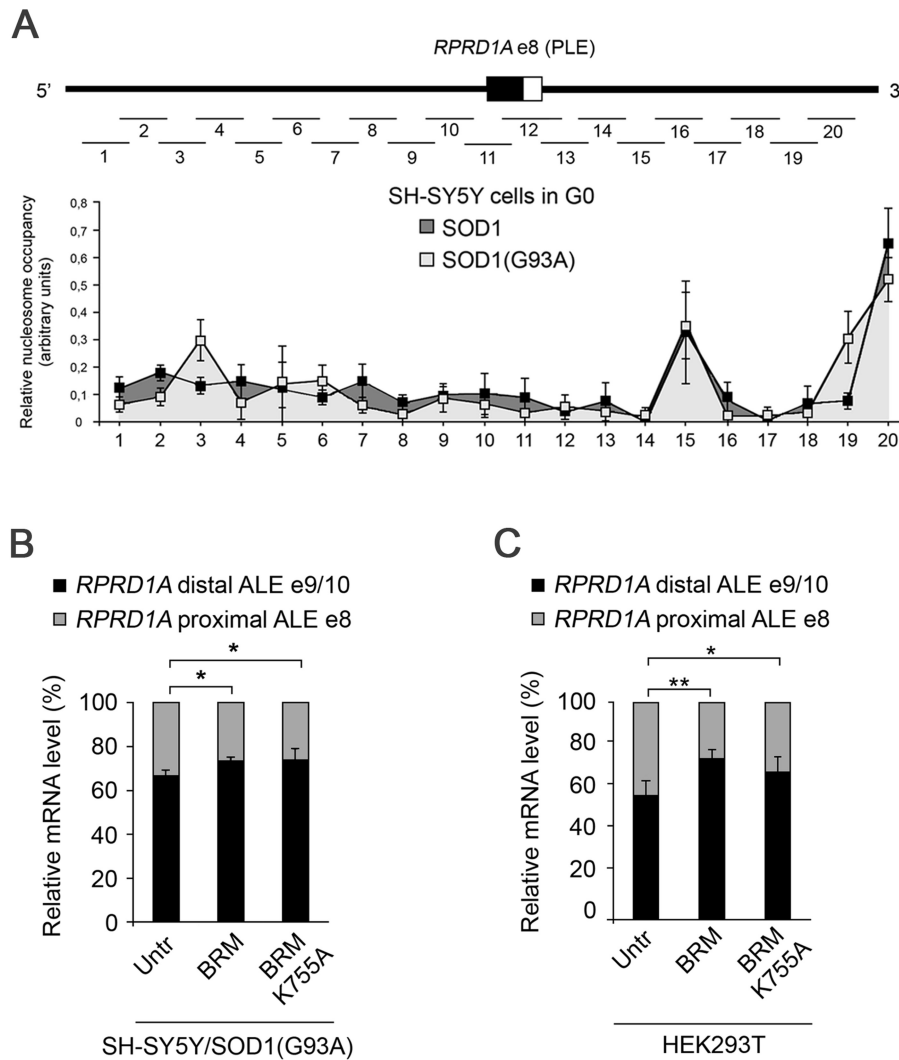 A
RPRD1A e8 (PLE)
5’
3
2 4 6 8 10 12 14 16 18 20
1 3 5 7 9 11 13 15 17 19
SH-SY5Y cells in G0
SOD1
SOD1(G93A)
Relative nucleosome occupancy
(arbitrary units)
0,8
0,7
0,6
0,5
0,4
0,3
0,2
0,1
0
1 2 3 4 5 6 7 8 9 10 11 12 13 14 15 16 17 18 19 20
B
RPRD1A distal ALE e9/10
RPRD1A proximal ALE e8
*
*
Relative mRNA level (%)
100
80
60
40
20
0
Untr
BRM
BRM
K755A
SH-SY5Y/SOD1(G93A)
C
RPRD1A distal ALE e9/10
RPRD1A proximal ALE e8
*
**
Relative mRNA level (%)
100
80
60
40
20
0
Untr
BRM
BRM
K755A
HEK293T